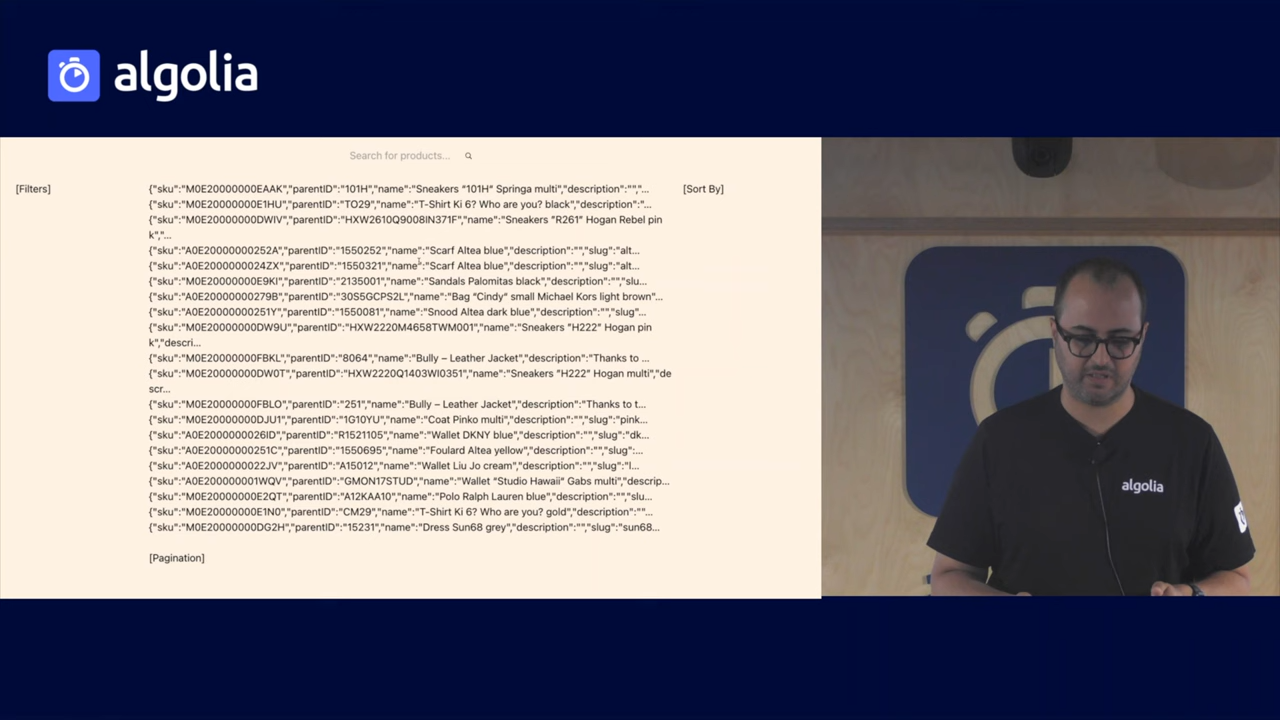 algolia
Search for products...
[Filters]
[Sort By]
{"sku":"M0E20000000EAAK","parentID":"101H","name":"Sneakers “101H“ Springa multi","description":"","...
{"sku":"M0E20000000E1HU","parentID":"TO29","name":"T-Shirt Ki 6? Who are you? black","description":"...
{"sku":"M0E20000000DWIV","parentID":"HXW2610Q9008IN371F","name":"Sneakers ”R261” Hogan Rebel pin
k","...
{"sku":"A0E20000000252A","parentID":"1550252","name":"Scarf Altea blue","description":"","slug":"alt...
{"sku":"A0E2000000024ZX","parentID":"1550321","name":"Scarf Altea blue","description":"","slug":"alt...
{"sku":"M0E20000000E9KI","parentID":"2135001","name":"Sandals Palomitas black","description":"","slu...
{"sku":"A0E20000000279B","parentID":"30S5GCPS2L","name":"Bag “Cindy“ small Michael Kors light brown"...
{"sku":"A0E2000000251Y","parentID":"1550081","name":"Snood Altea dark blue","description":"","slug"...
{"sku":"M0E20000000DW9U","parentID":"HXW2220M4658TWM001","name":"Sneakers ”H222” Hogan pin
k","descri...
{"sku":"M0E20000000FBKL","parentID":"8064","name":"Bully – Leather Jacket","description":"Thanks to ...
{"sku":"M0E20000000DW0T","parentID":"HXW2220Q1403WI0351","name":"Sneakers ”H222” Hogan multi","de
scr...
{"sku":"M0E20000000FBLO","parentID":"251","name":"Bully – Leather Jacket","description":"Thanks to t...
{"sku":"M0E20000000DJU1","parentID":"1G10YU","name":"Coat Pinko multi","description":"","slug":"pink...
{"sku":"A0E2000000026ID","parentID":"R1521105","name":"Wallet DKNY blue","description":"","slug":"dk...
{"sku":"A0E2000000251C","parentID":"1550695","name":"Foulard Altea yellow","description":"","slug":...
{"sku":"A0E2000000022JV","parentID":"A15012","name":"Wallet Liu Jo cream","description":"","slug":"l...
{"sku":"A0E200000001WQV","parentID":"GMON17STUD","name":"Wallet “Studio Hawaii“ Gabs multi","descrip...
{"sku":"M0E20000000E2QT","parentID":"A12KAA10","name":"Polo Ralph Lauren blue","description":"","slu...
{"sku":"M0E20000000E1N0","parentID":"CM29","name":"T-Shirt Ki 6? Who are you? gold","description":""...
{"sku":"M0E20000000DG2H","parentID":"15231","name":"Dress Sun68 grey","description":"","slug":"sun68...
[Pagination]
algolia